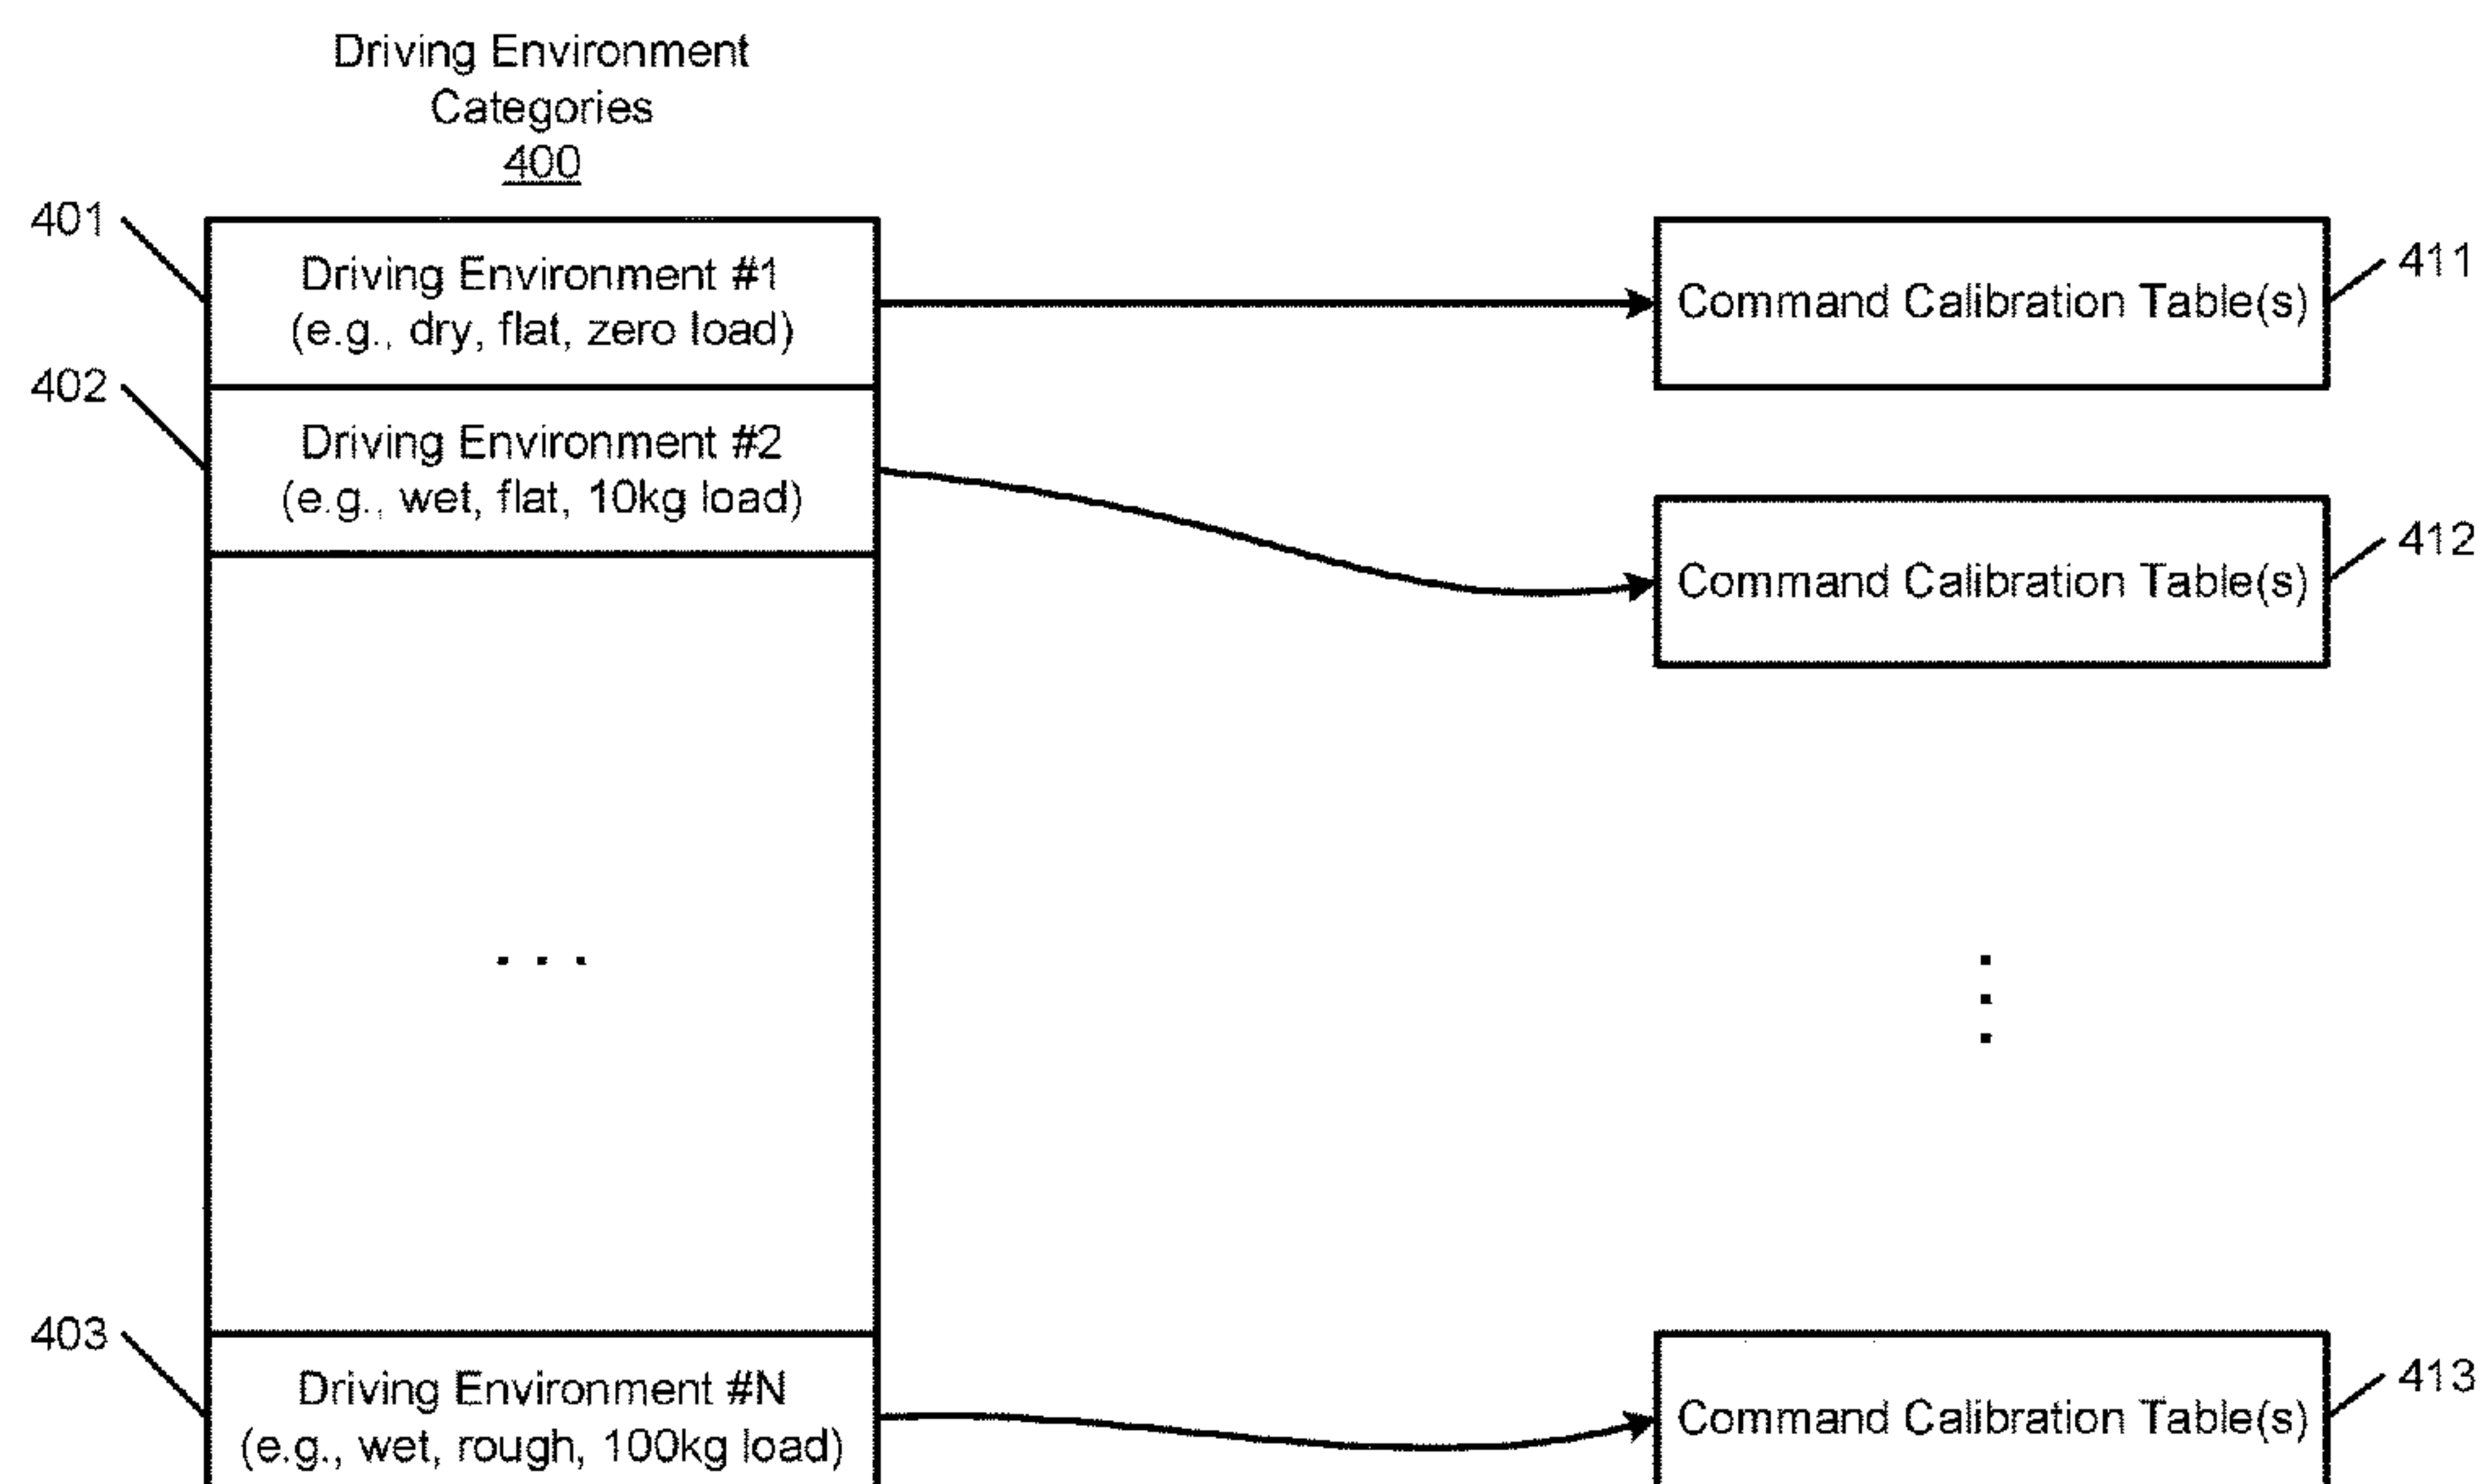 Driving Environment
Categories
400
401
Driving Environment #1
(e.g., dry, flat, zero load)
Command Calibration Table(s)
411
402
Driving Environment #2
(e.g., wet, flat, 10kg load)
Command Calibration Table(s)
412
...
403
Driving Environment #N
(e.g., wet, rough, 100kg load)
Command Calibration Table(s)
413